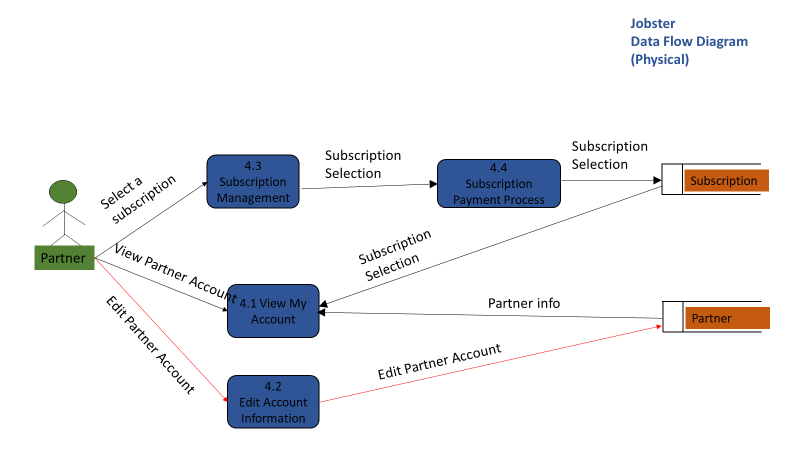 Jobster
Data Flow Diagram
(Physical)
Subscription
Selection
Subscription
Selection
4.3
Subscription
Management
4.4
Subscription
Payment Process
Subscription
Select a
subscription
Partner
View Partner Account
Subscription
Selection
4.1 View My
Account
Partner info
Partner
Edit Partner Account
Edit Partner Account
4.2
Edit Account
Information